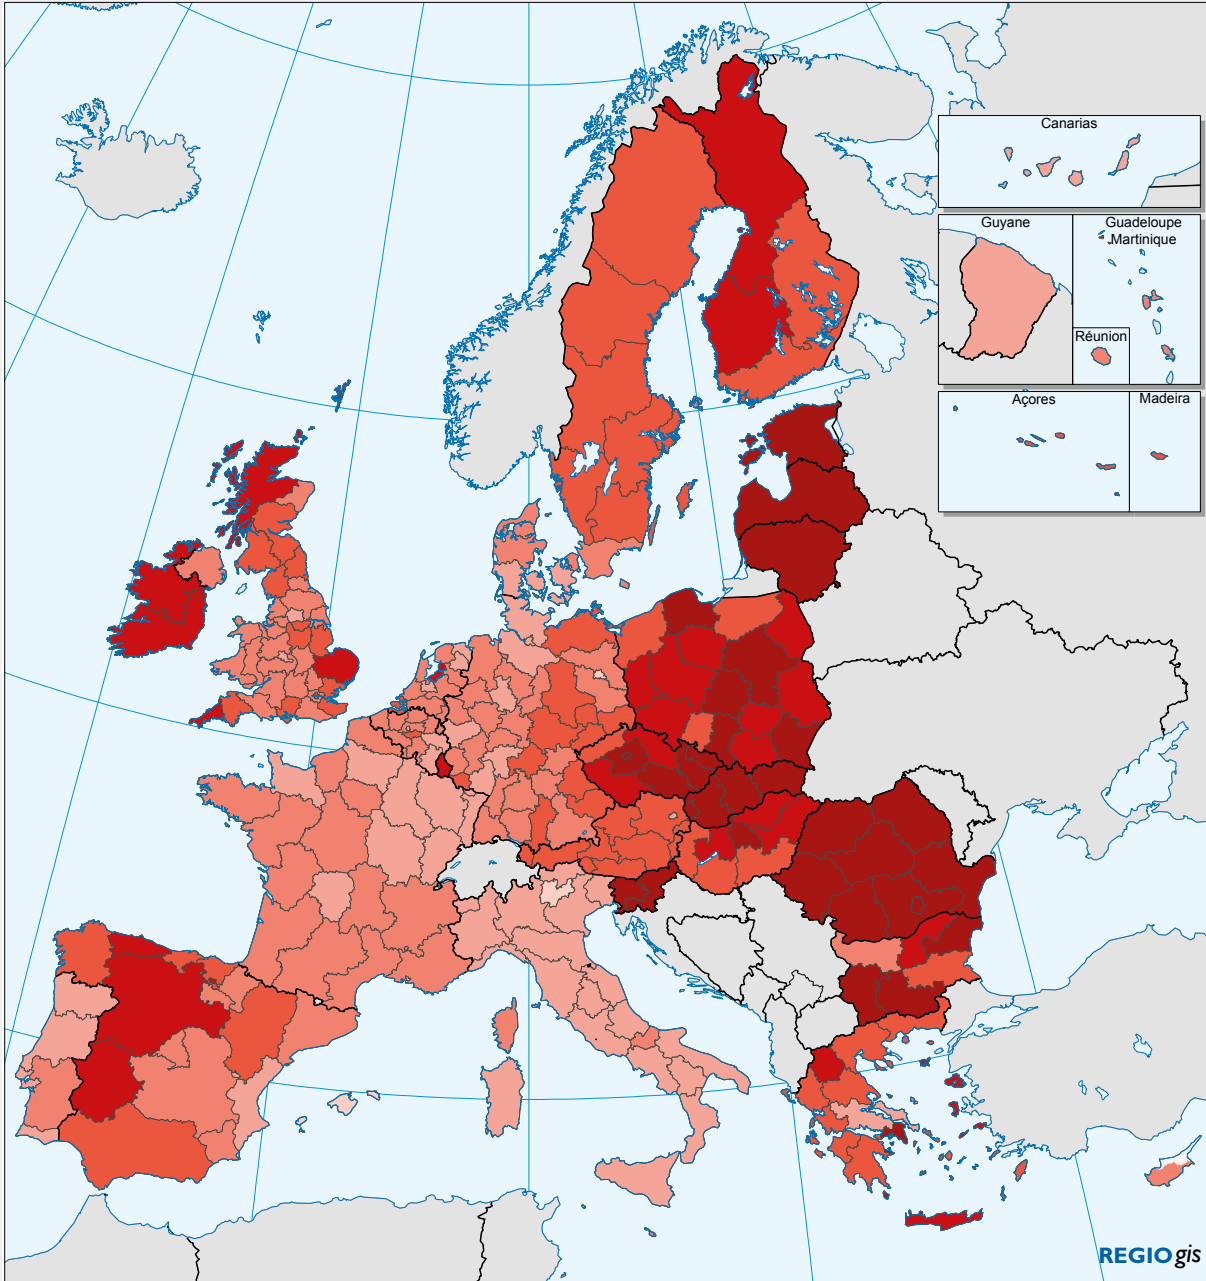 Canarias
Guyane
Guadeloupe
Martinique
Réunion
Açores
Madeira
REGIOgis